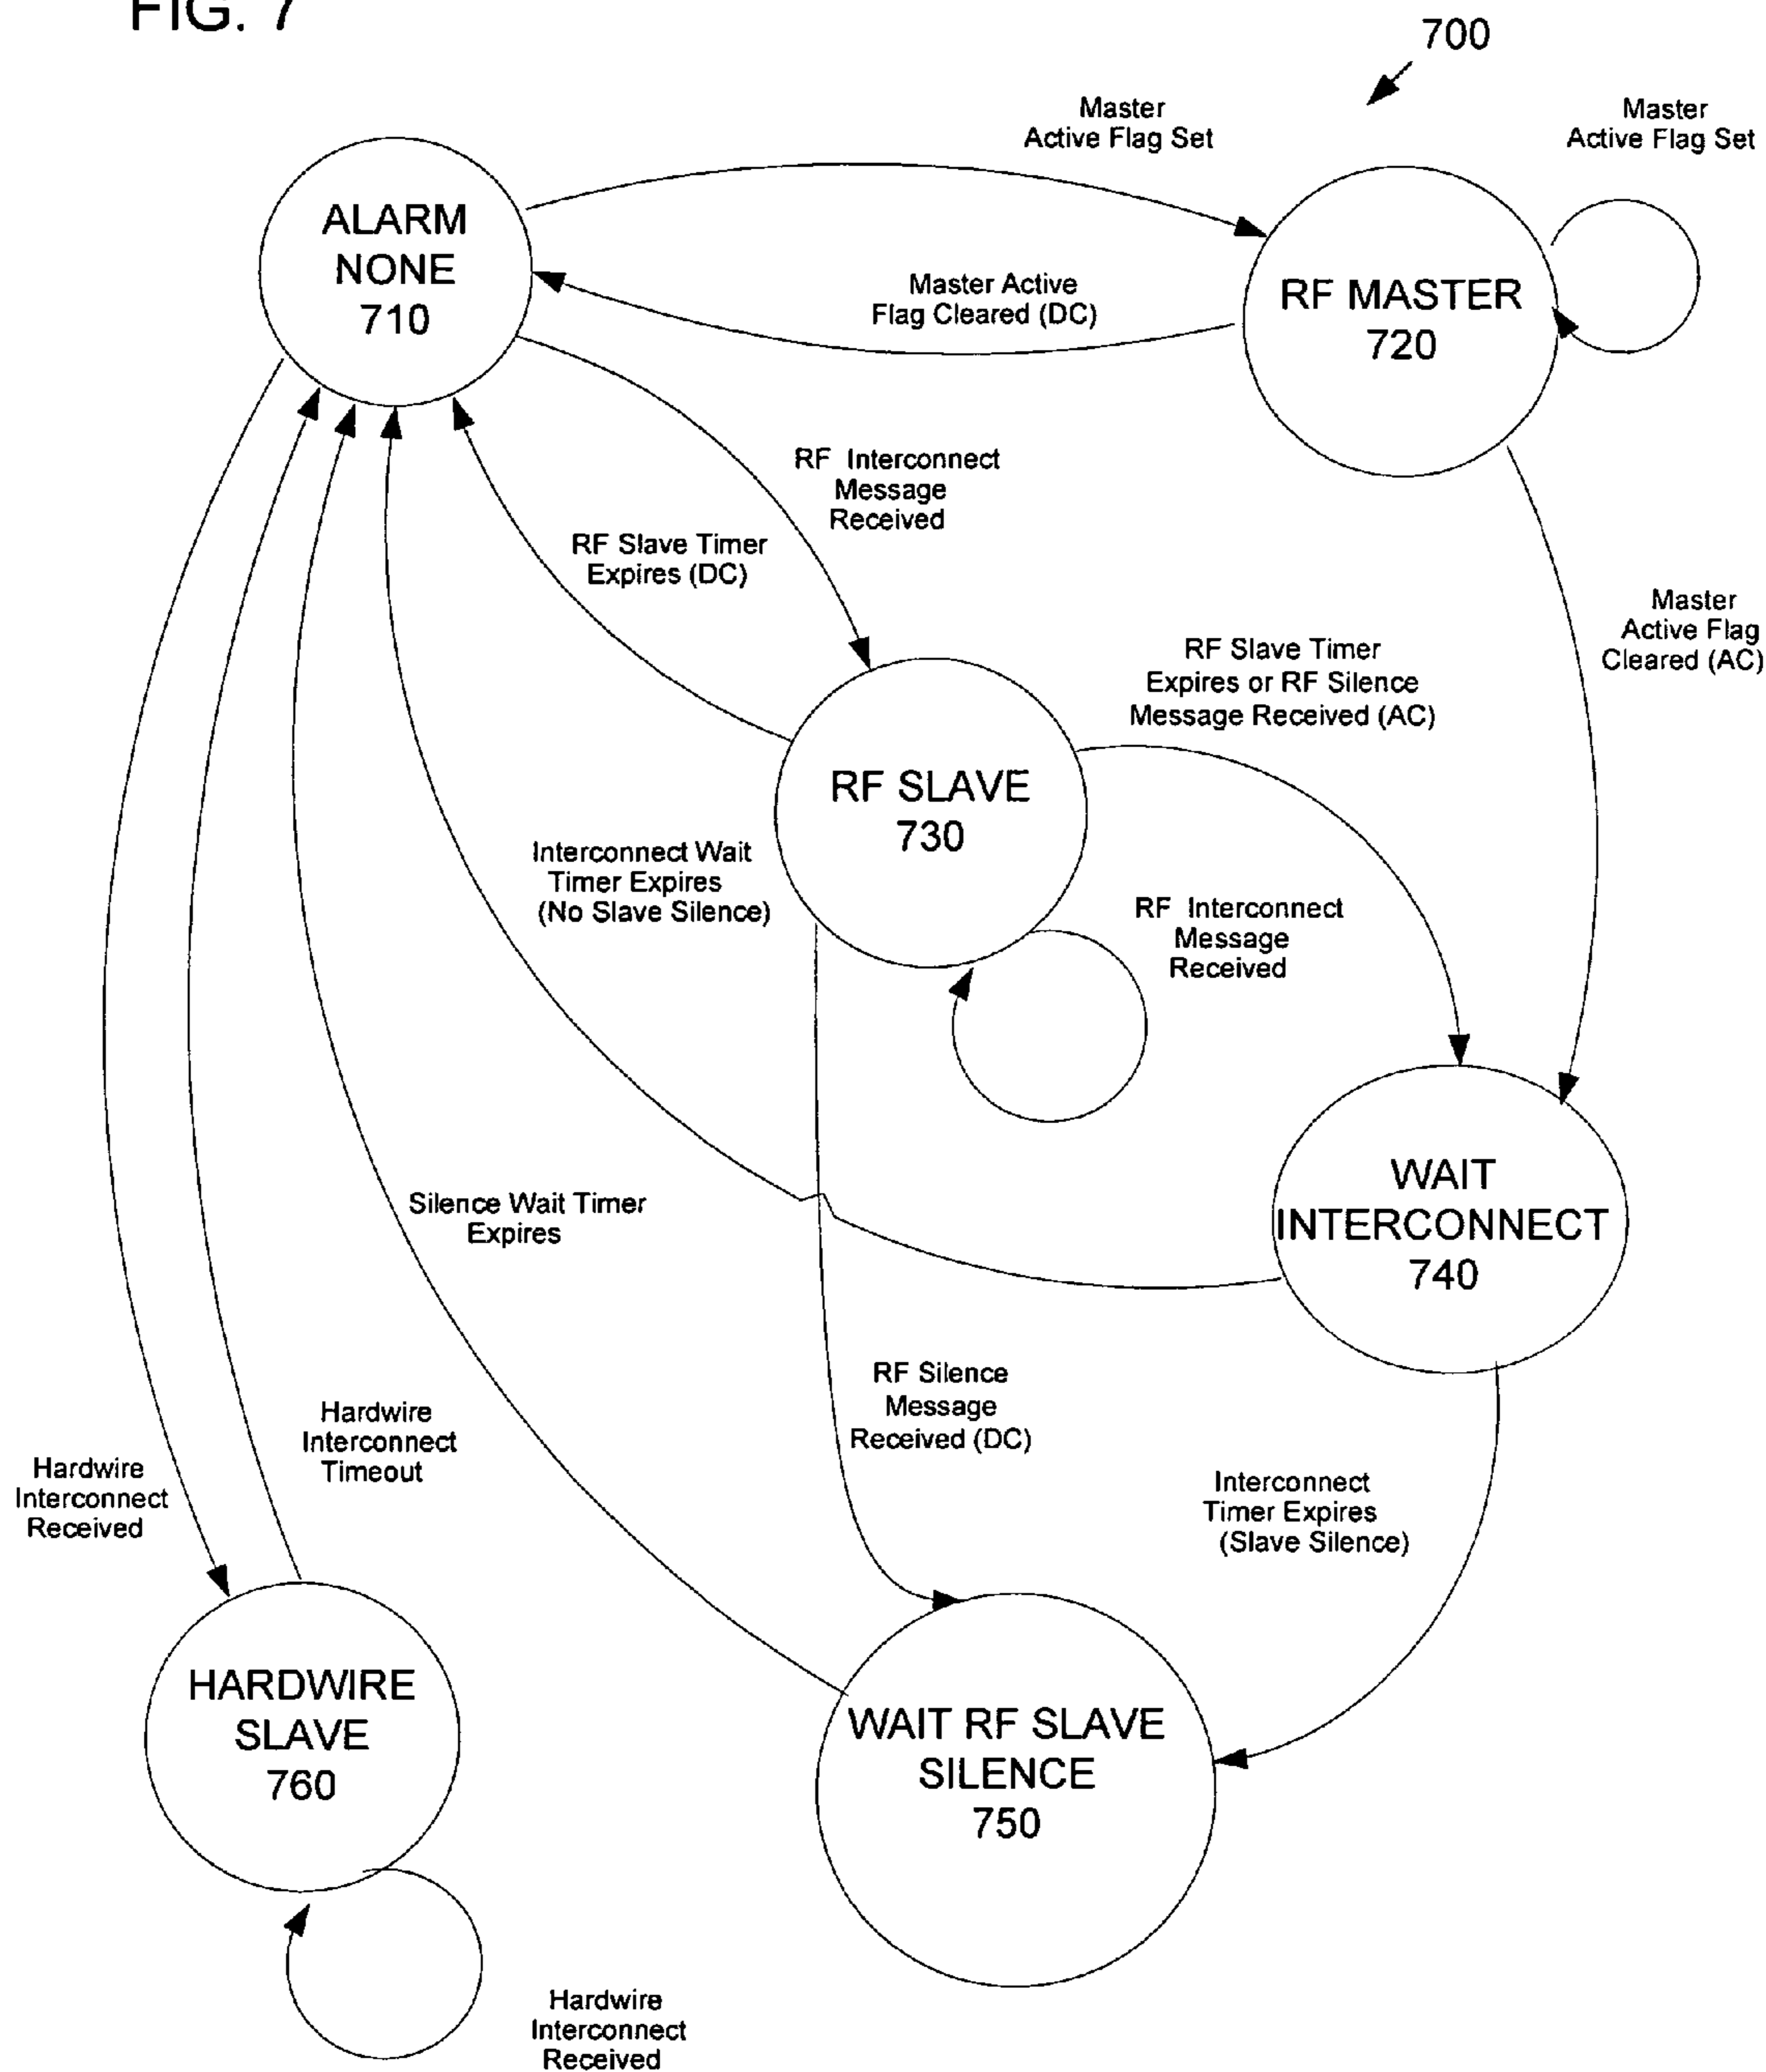 FIG. 7
700
Master
Active Flag Set
Master
Active Flag Set
ALARM
NONE
710
RF MASTER
720
Master Active
Flag Cleared (DC)
RF Interconnect
Message
Received
RF Slave Timer
Expires (DC)
Master
Active Flag
Cleared (AC)
RF Slave Timer
Expires or RF Silence
Message Received (AC)
RF SLAVE
730
Interconnect Wait
Timer Expires
(No Slave Silence)
RF Interconnect
Message
Received
WAIT
INTERCONNECT
740
Silence Wait Timer
Expires
RF Silence
Message
Received (DC)
Hardwire
Interconnect
Timeout
Hardwire
Interconnect
Received
Interconnect
Timer Expires
(Slave Silence)
HARDWIRE
SLAVE
760
WAIT RF SLAVE
SILENCE
750
Hardwire
Interconnect
Received